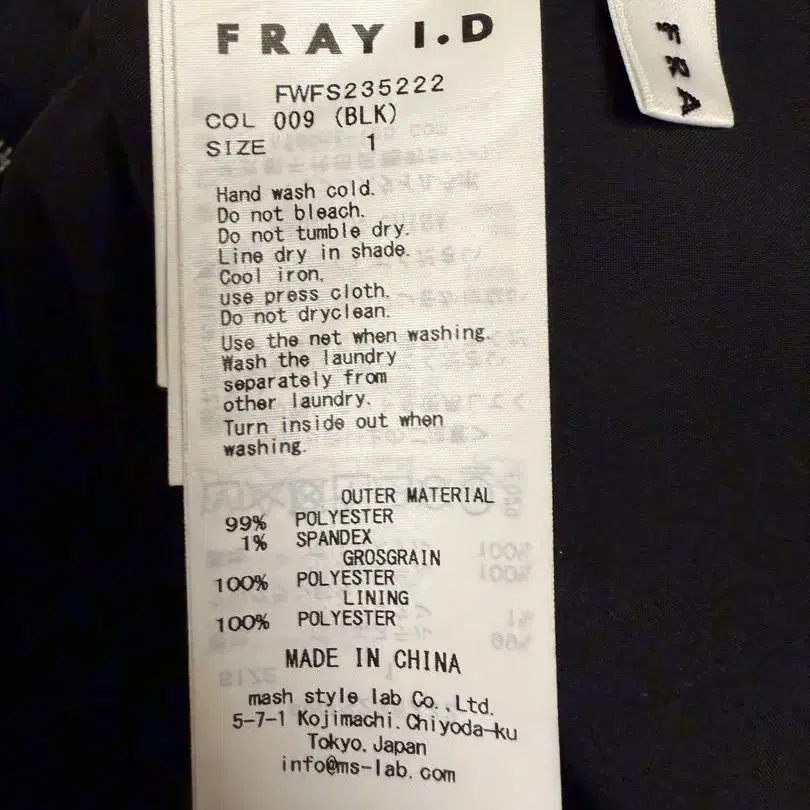 FRAY I.D
FRA
FWFS235222
COL 009 (BLK)
SIZE 1
Hand wash cold.
Do not bleach.
Do not tumble dry.
Line dry in shade.
Cool iron.
use press cloth.
Do not dryclean.
Use the net when washing.
Wash the laundry
separately from
other laundry.
Turn inside out when
washing.
OUTER MATERIAL
99% POLYESTER
1% SPANDEX
GROSGRAIN
100% POLYESTER
LINING
100% POLYESTER
MADE IN CHINA
mash style lab Co.,Ltd.
5-7-1 Kojimachi.Chiyoda-ku
Tokyo.Japan
info@ms-lab.com